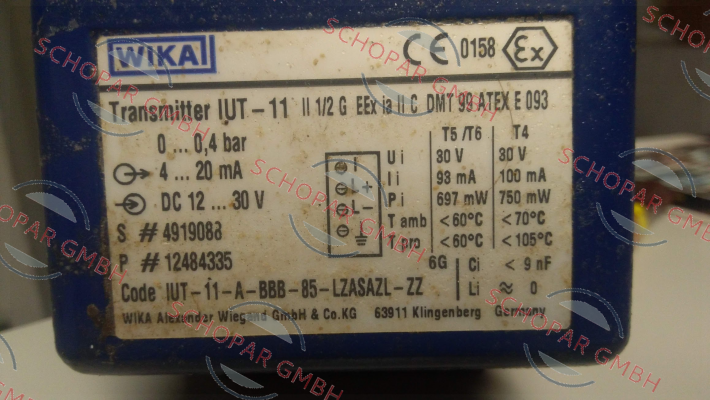 WIKA
CE 0158 Ex
Transmitter IUT-11 II 1/2 G EEx ia II C DMT 99 ATEX E 093
0 ... 0,4 bar
4 ... 20 mA
DC 12 ... 30 V
S # 4919088
P # 12484335
I
+
L-
T5/T6 T4
Ui 30 V 30 V
Ii 93 mA 100 mA
Pi 697 mW 750 mW
T amb <60°C <70°C
T pro <60°C <105°C
6G Ci < 9 nF
Li ≈ 0
Code IUT-11-A-BBB-85-LZASAZL-ZZ
WIKA Alexander Wiegand GmbH & Co.KG 63911 Klingenberg Germany
SCHOPAR GMBH